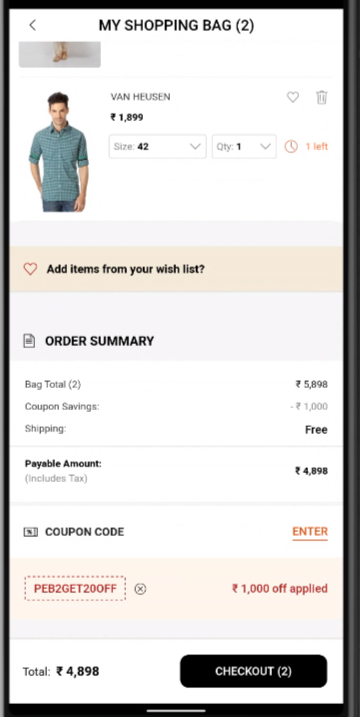 MY SHOPPING BAG (2)
VAN HEUSEN
₹ 1,899
Size: 42
Qty: 1
1 left
Add items from your wish list?
ORDER SUMMARY
Bag Total (2) ₹ 5,898
Coupon Savings: - ₹ 1,000
Shipping: Free
Payable Amount: ₹ 4,898
(Includes Tax)
COUPON CODE ENTER
PEB2GET20OFF ₹ 1,000 off applied
Total: ₹ 4,898 CHECKOUT (2)